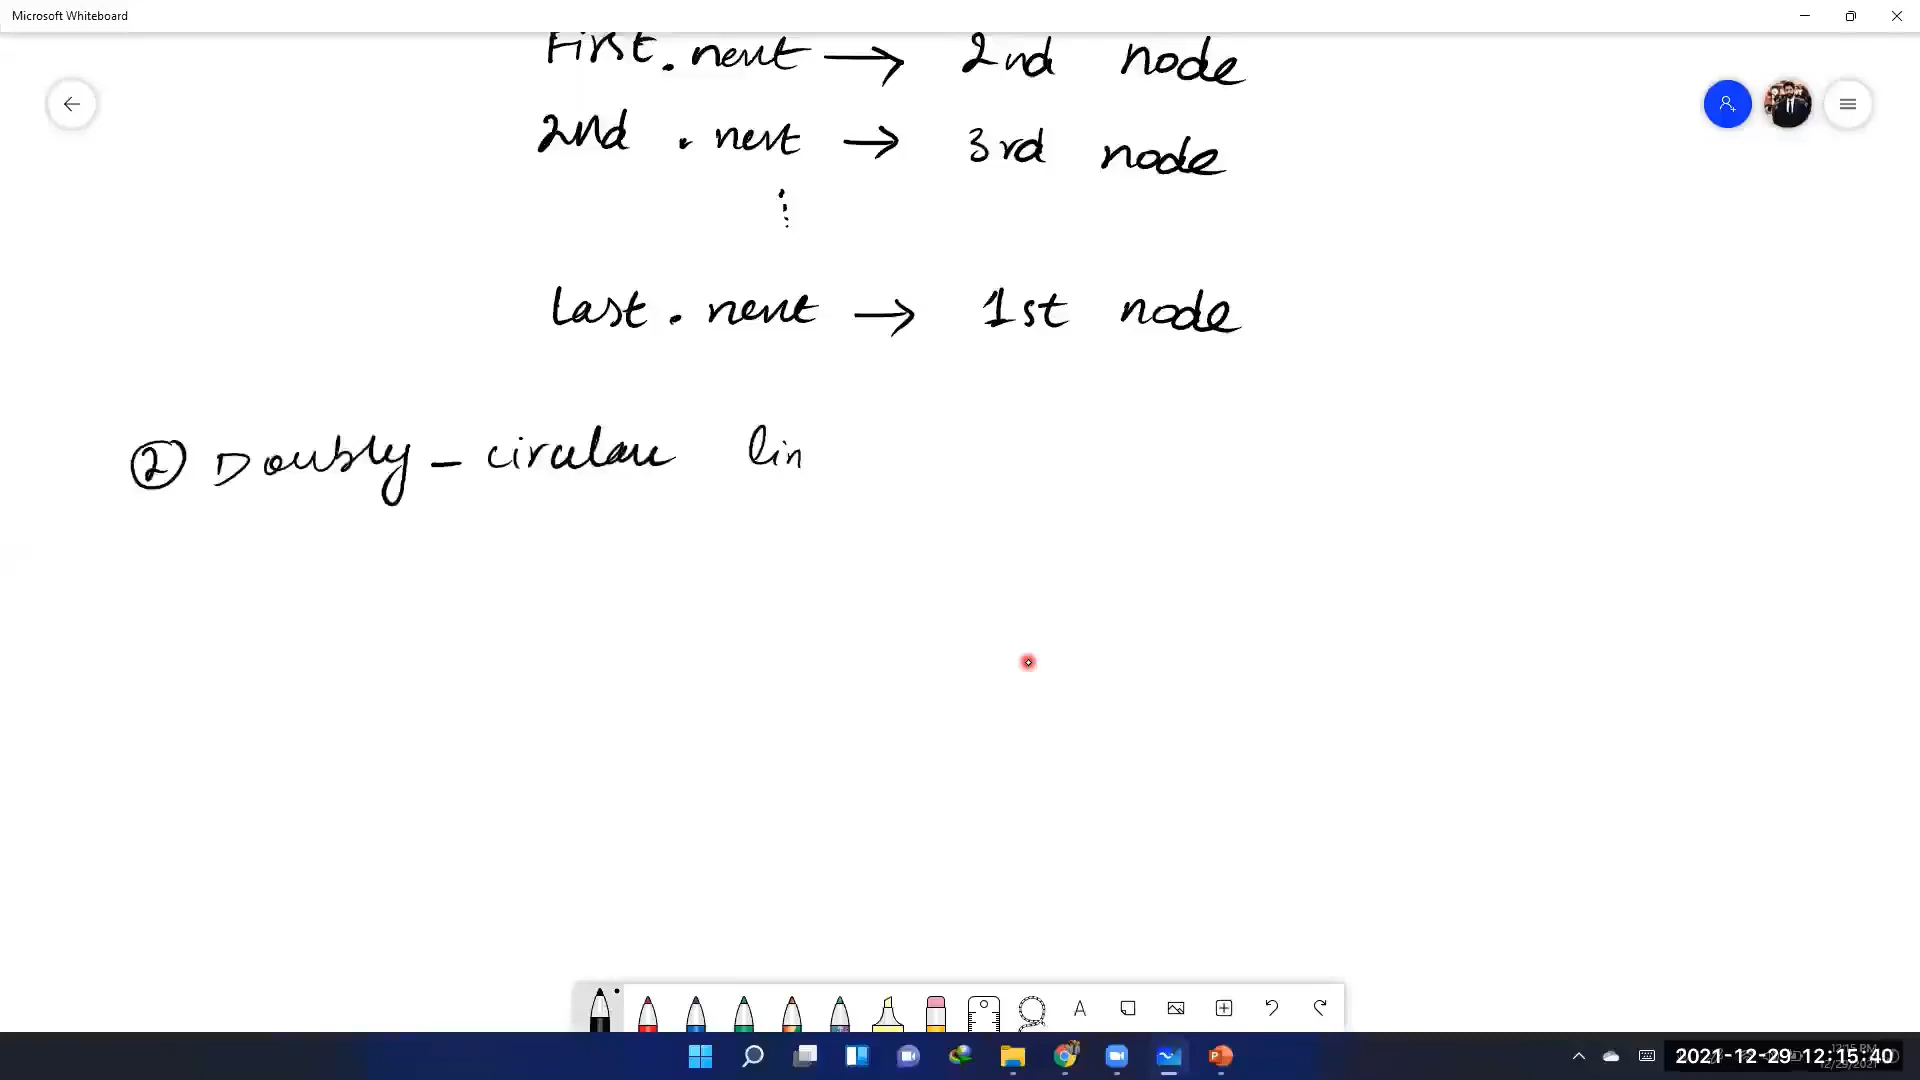 Microsoft Whiteboard
First . next → 2nd node
2nd . next → 3rd node
Last . next → 1st node
② Doubly - circular lin
A
2021-12-29 12:15:40